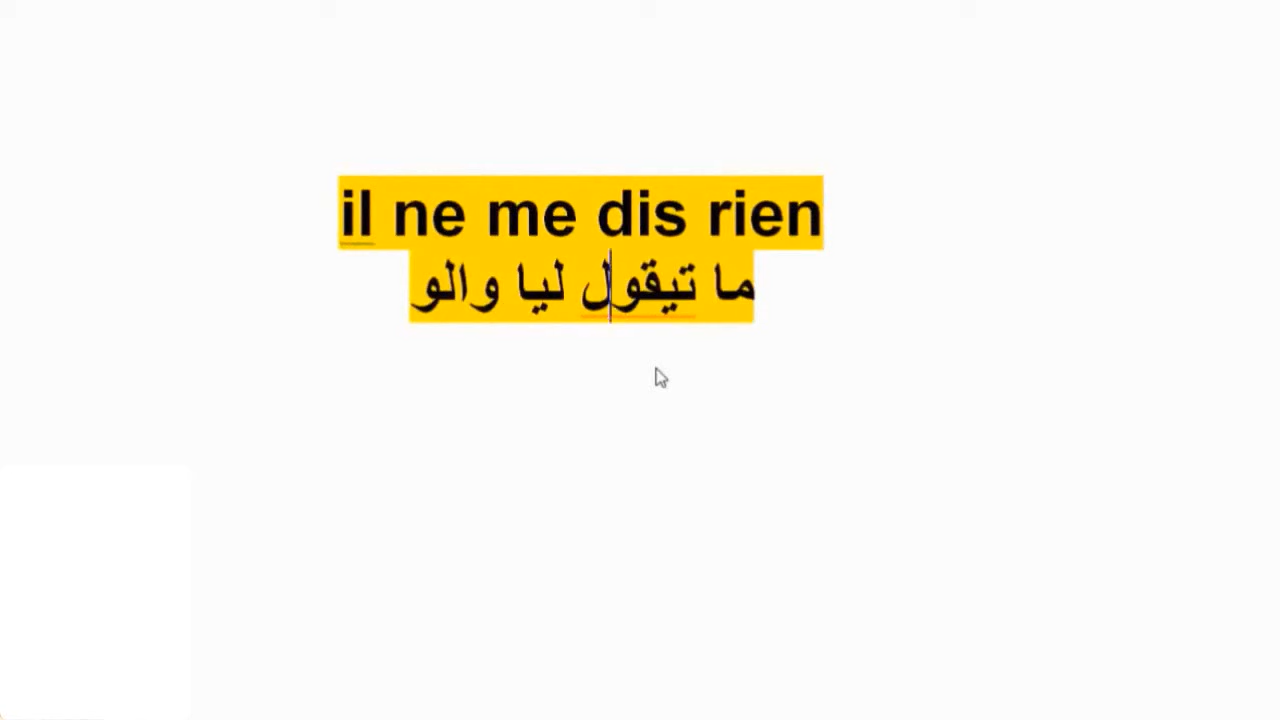 il ne me dis rien
ما تيقول ليا والو